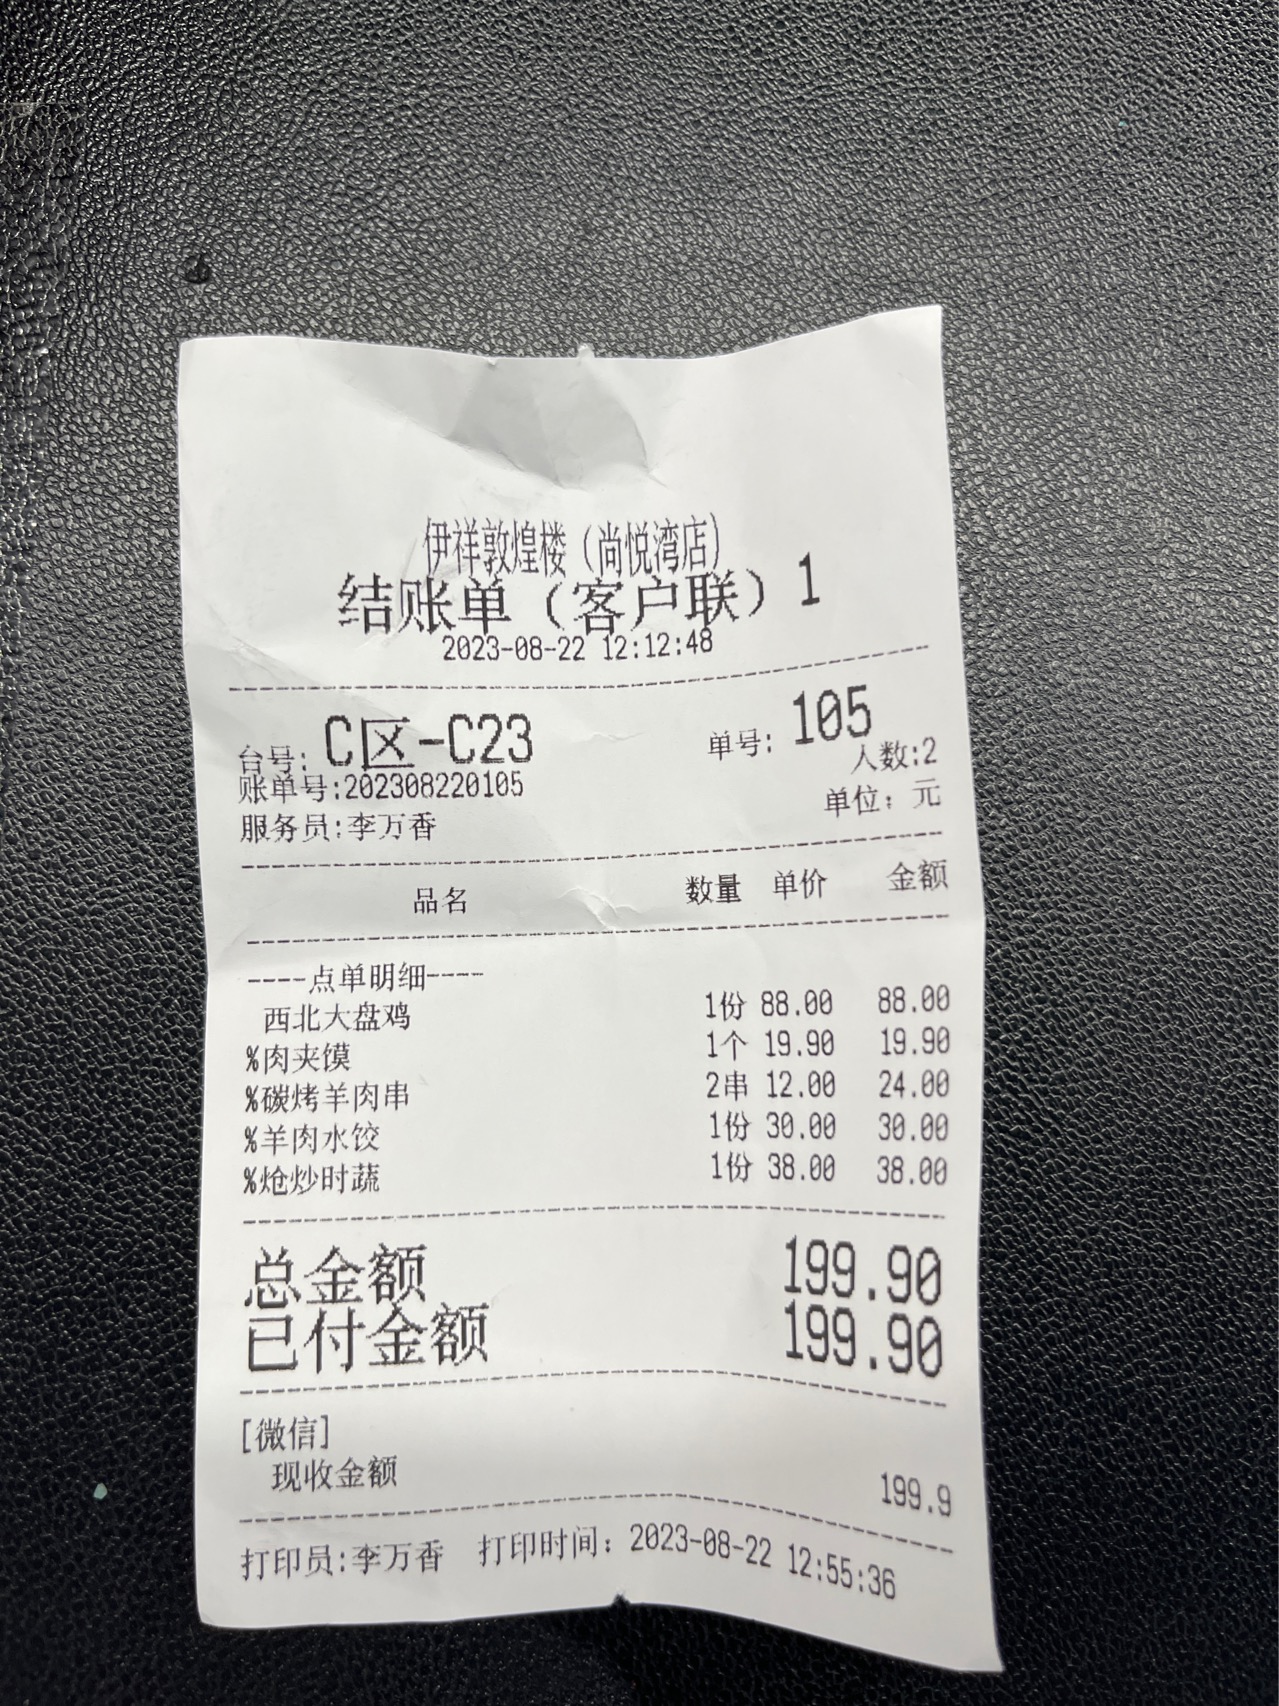 伊祥敦煌楼（尚悦湾店）
结账单（客户联）1
2023-08-22 12:12:48
台号：C区-C23 单号：105
人数:2
账单号:202308220105
单位：元
服务员:李万香
品名 数量 单价 金额
----点单明细----
西北大盘鸡 1份 88.00 88.00
%肉夹馍 1个 19.90 19.90
%碳烤羊肉串 2串 12.00 24.00
%羊肉水饺 1份 30.00 30.00
%炝炒时蔬 1份 38.00 38.00
总金额 199.90
已付金额 199.90
[微信]
现收金额 199.9
打印员:李万香 打印时间：2023-08-22 12:55:36